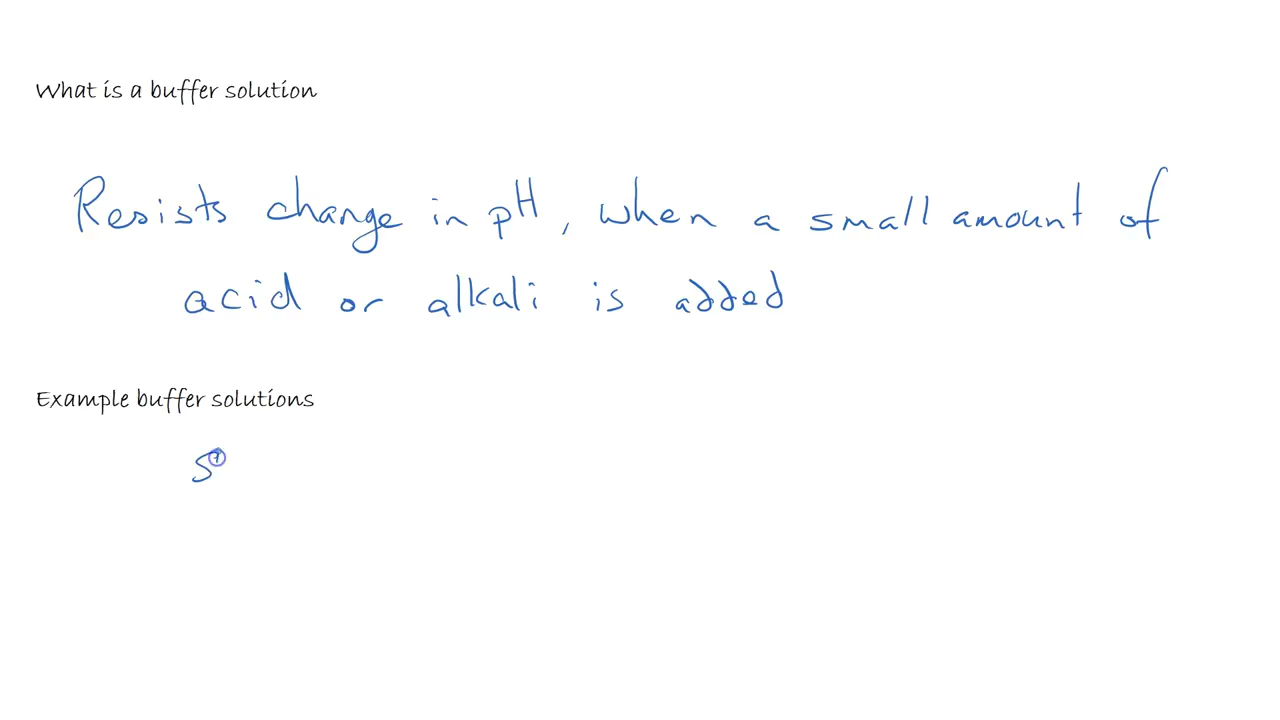 What is a buffer solution
Resists change in pH, when a small amount of
acid or alkali is added
Example buffer solutions
S